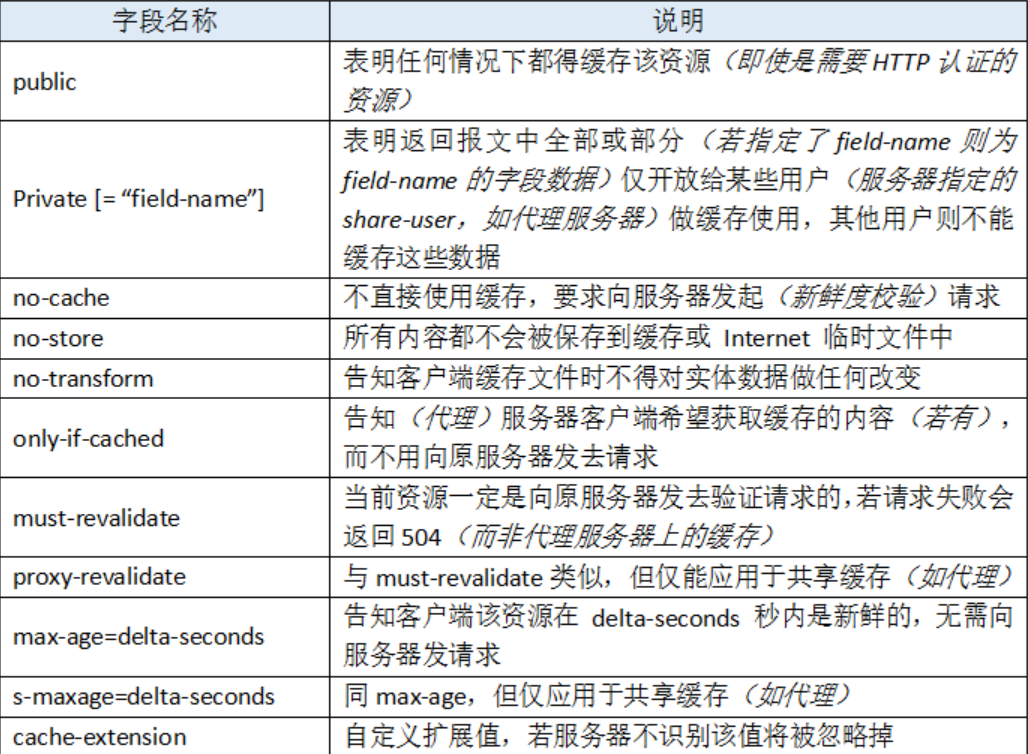 字段名称 说明
public
表明任何情况下都得缓存该资源（即使是需要 HTTP 认证的
资源）
Private [= “field-name”]
表明返回报文中全部或部分（若指定了 field-name 则为
field-name 的字段数据）仅开放给某些用户（服务器指定的
share-user，如代理服务器）做缓存使用，其他用户则不能
缓存这些数据
no-cache 不直接使用缓存，要求向服务器发起（新鲜度校验）请求
no-store 所有内容都不会被保存到缓存或 Internet 临时文件中
no-transform 告知客户端缓存文件时不得对实体数据做任何改变
only-if-cached
告知（代理）服务器客户端希望获取缓存的内容（若有），
而不用向原服务器发去请求
must-revalidate
当前资源一定是向原服务器发去验证请求的，若请求失败会
返回 504（而非代理服务器上的缓存）
proxy-revalidate 与 must-revalidate 类似，但仅能应用于共享缓存（如代理）
max-age=delta-seconds
告知客户端该资源在 delta-seconds 秒内是新鲜的，无需向
服务器发请求
s-maxage=delta-seconds 同 max-age，但仅应用于共享缓存（如代理）
cache-extension 自定义扩展值，若服务器不识别该值将被忽略掉